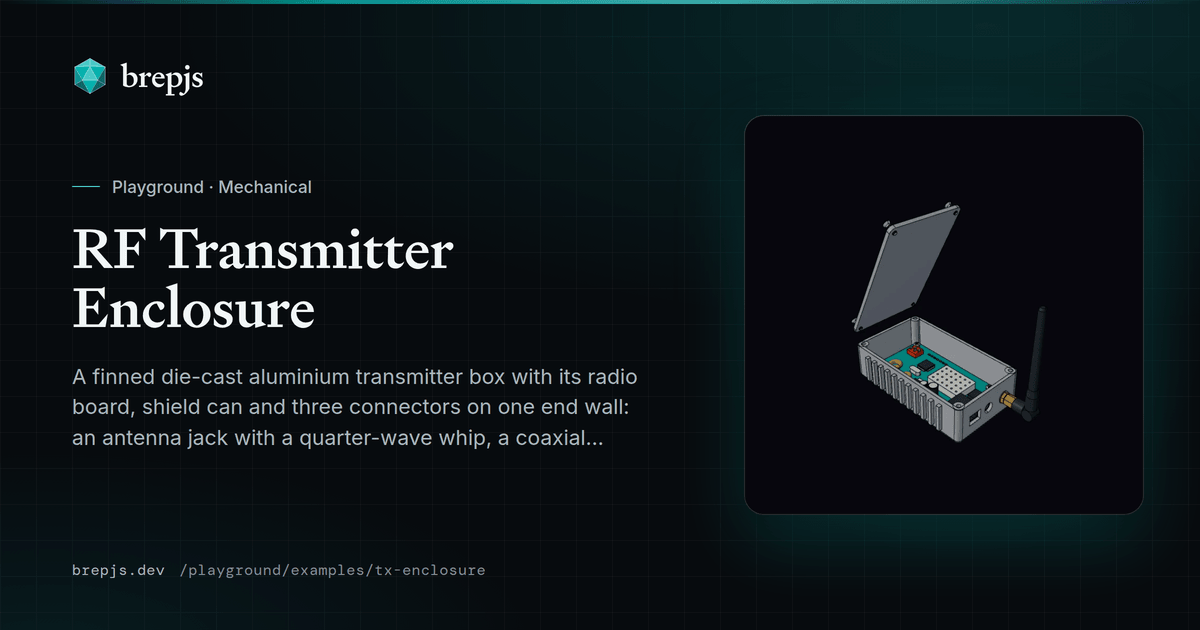 brepjs
Playground · Mechanical
RF Transmitter
Enclosure
A finned die-cast aluminium transmitter box with its radio
board, shield can and three connectors on one end wall:
an antenna jack with a quarter-wave whip, a coaxial...
brepjs.dev /playground/examples/tx-enclosure